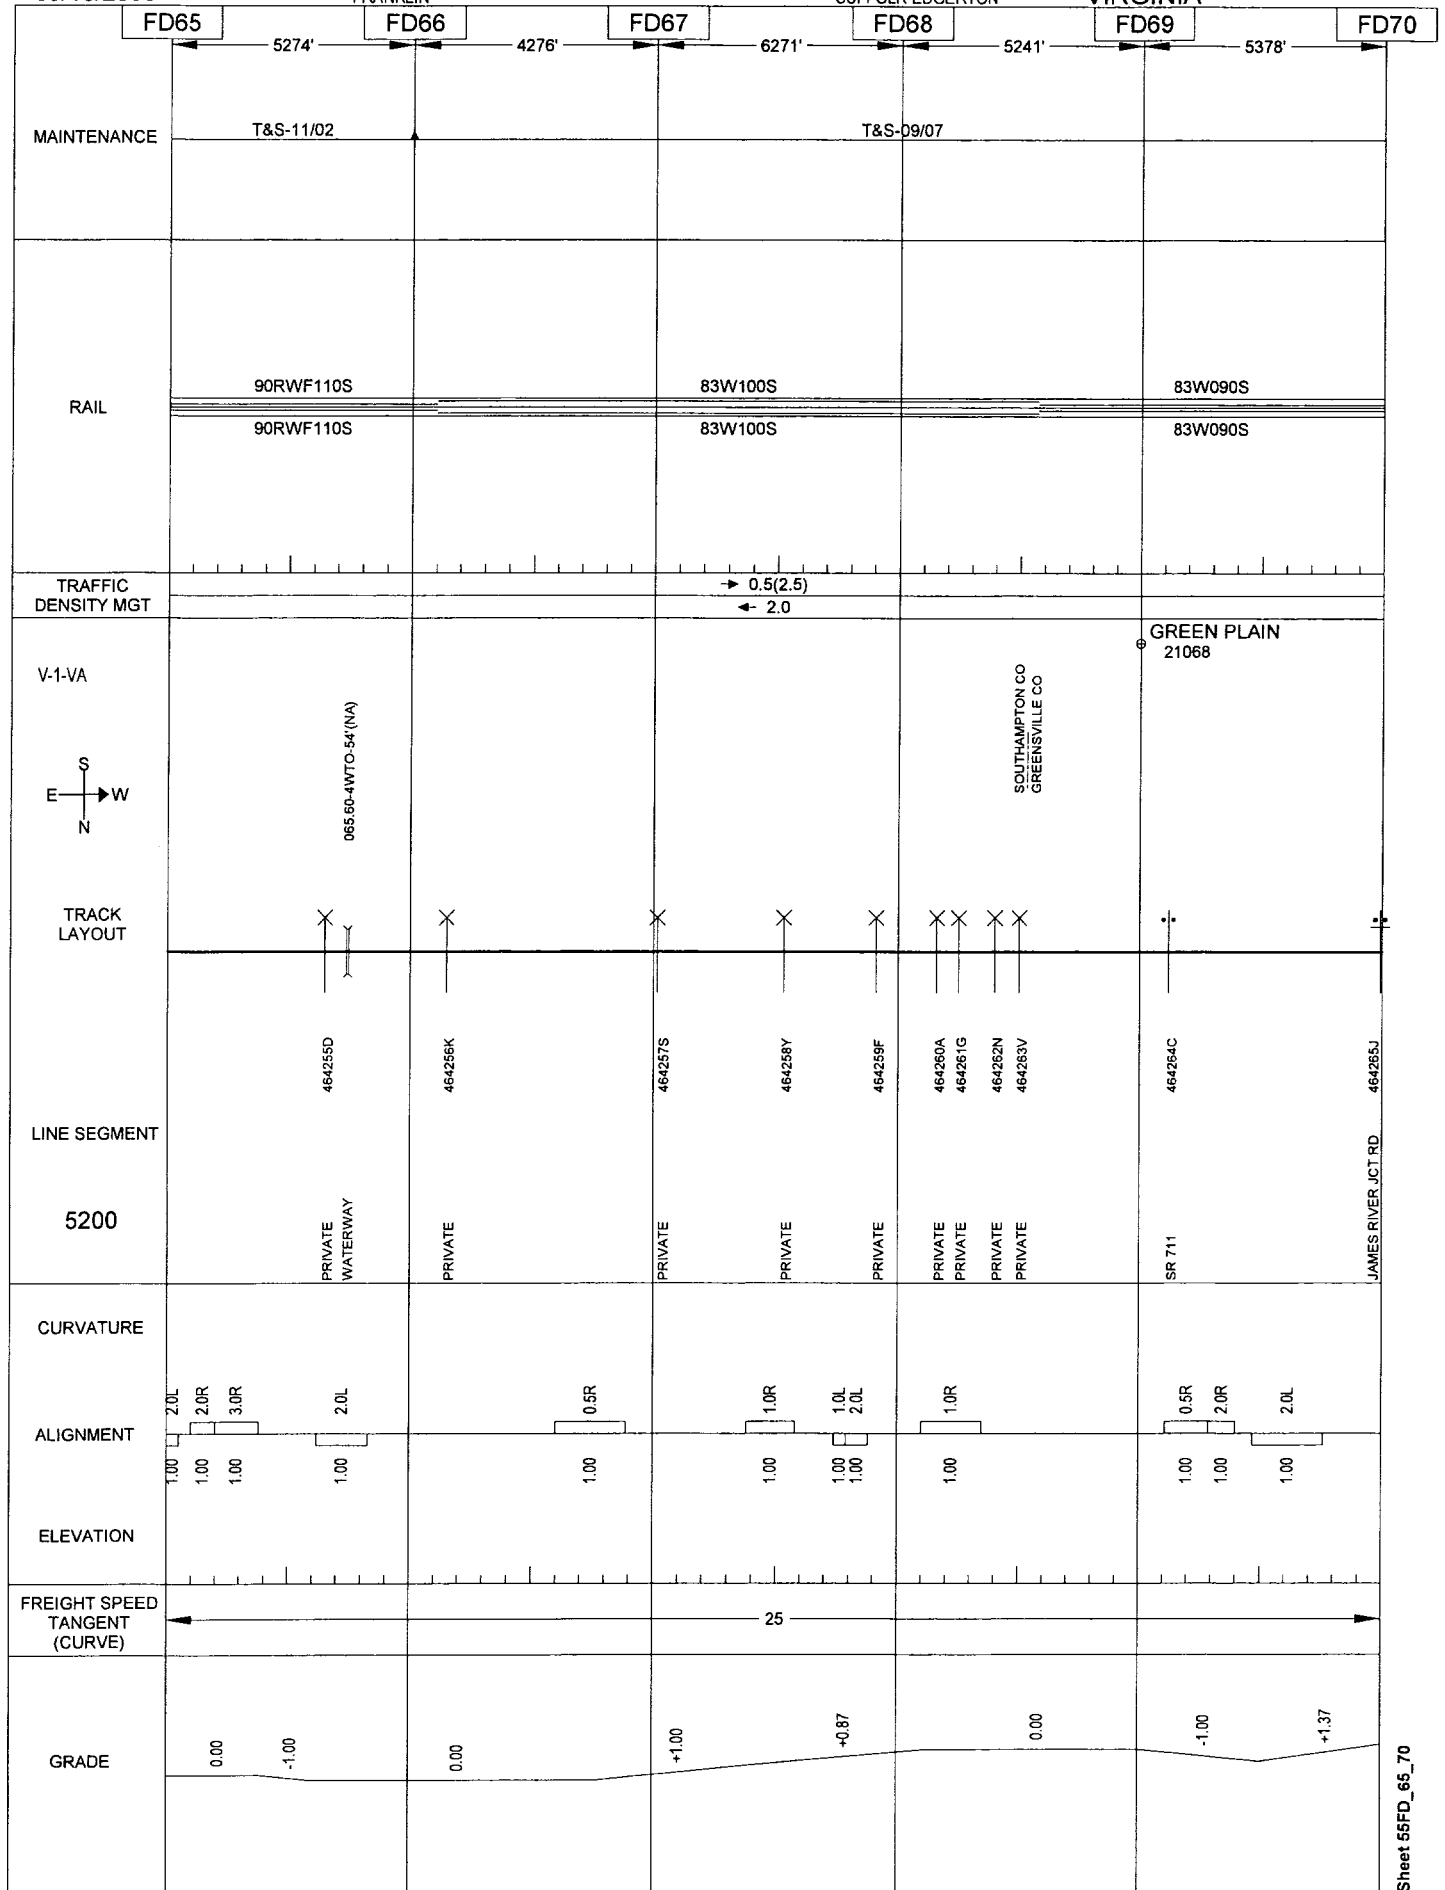 FD65 FD66 FD67 FD68 FD69 FD70
5274' 4276' 6271' 5241' 5378'
MAINTENANCE
T&S-11/02 T&S-09/07
RAIL
90RWF110S 83W100S 83W090S
90RWF110S 83W100S 83W090S
TRAFFIC
DENSITY MGT
→ 0.5(2.5)
← 2.0
GREEN PLAIN
21068
V-1-VA
S
E W
N
065.60-4WTO-54'(NA)
SOUTHAMPTON CO
GREENSVILLE CO
TRACK
LAYOUT
464255D
464256K
464257S
464258Y
464259F
464260A
464261G
464262N
464263V
464264C
464265J
LINE SEGMENT
5200
PRIVATE
WATERWAY
PRIVATE
PRIVATE
PRIVATE
PRIVATE
PRIVATE
PRIVATE
PRIVATE
PRIVATE
SR 711
JAMES RIVER JCT RD
CURVATURE
2.0L 2.0R 3.0R 2.0L 0.5R 1.0R 1.0L 2.0L 1.0R 0.5R 2.0R 2.0L
ALIGNMENT
1.00 1.00 1.00 1.00 1.00 1.00 1.00 1.00 1.00 1.00 1.00 1.00
ELEVATION
FREIGHT SPEED
TANGENT
(CURVE)
25
GRADE
0.00 -1.00 0.00 +1.00 +0.87 0.00 -1.00 +1.37
Sheet 55FD_65_70